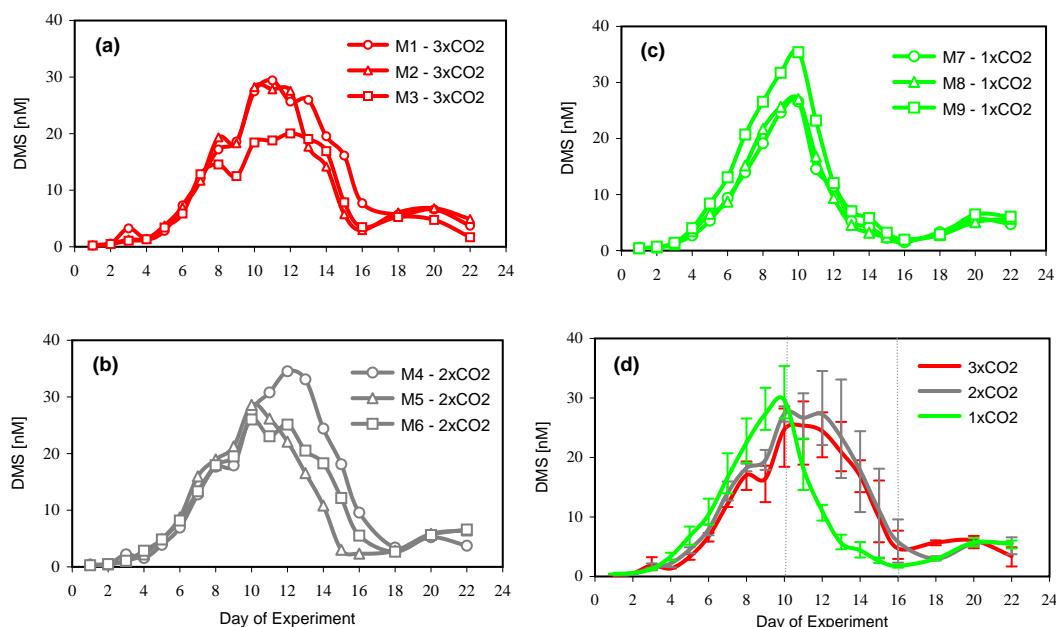 (a)
M1 - 3xCO2
M2 - 3xCO2
M3 - 3xCO2
DMS [nM]
40
30
20
10
0
0 2 4 6 8 10 12 14 16 18 20 22 24
(c)
M7 - 1xCO2
M8 - 1xCO2
M9 - 1xCO2
DMS [nM]
40
30
20
10
0
0 2 4 6 8 10 12 14 16 18 20 22 24
(b)
M4 - 2xCO2
M5 - 2xCO2
M6 - 2xCO2
DMS [nM]
40
30
20
10
0
0 2 4 6 8 10 12 14 16 18 20 22 24
Day of Experiment
(d)
3xCO2
2xCO2
1xCO2
DMS [nM]
40
30
20
10
0
0 2 4 6 8 10 12 14 16 18 20 22 24
Day of Experiment